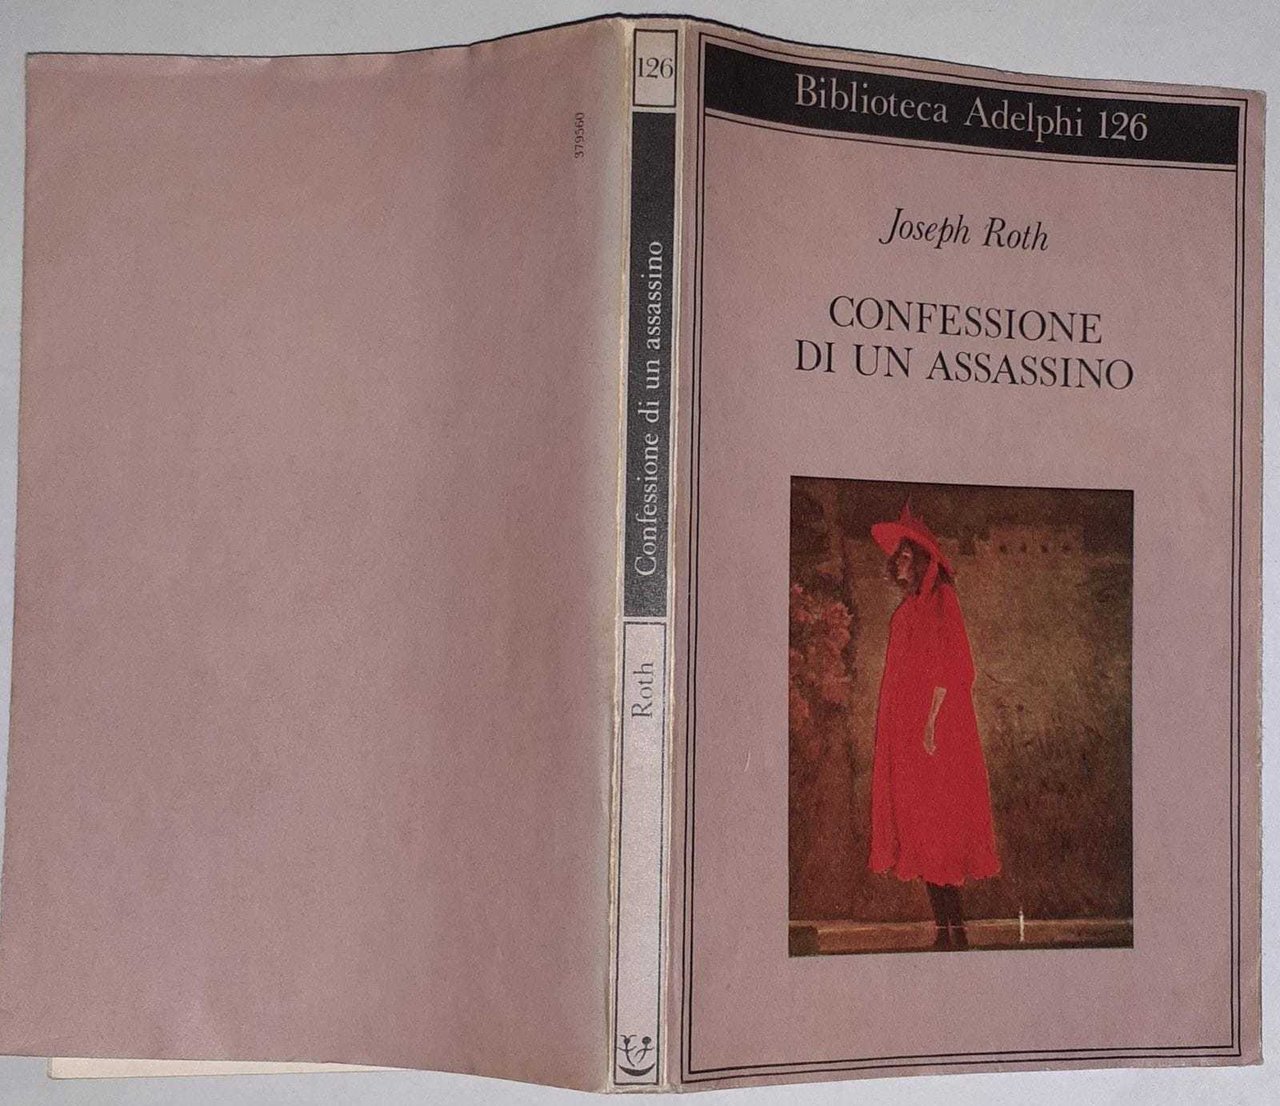 379560
126
Confessione di un assassino
Roth
Biblioteca Adelphi 126
Joseph Roth
CONFESSIONE
DI UN ASSASSINO